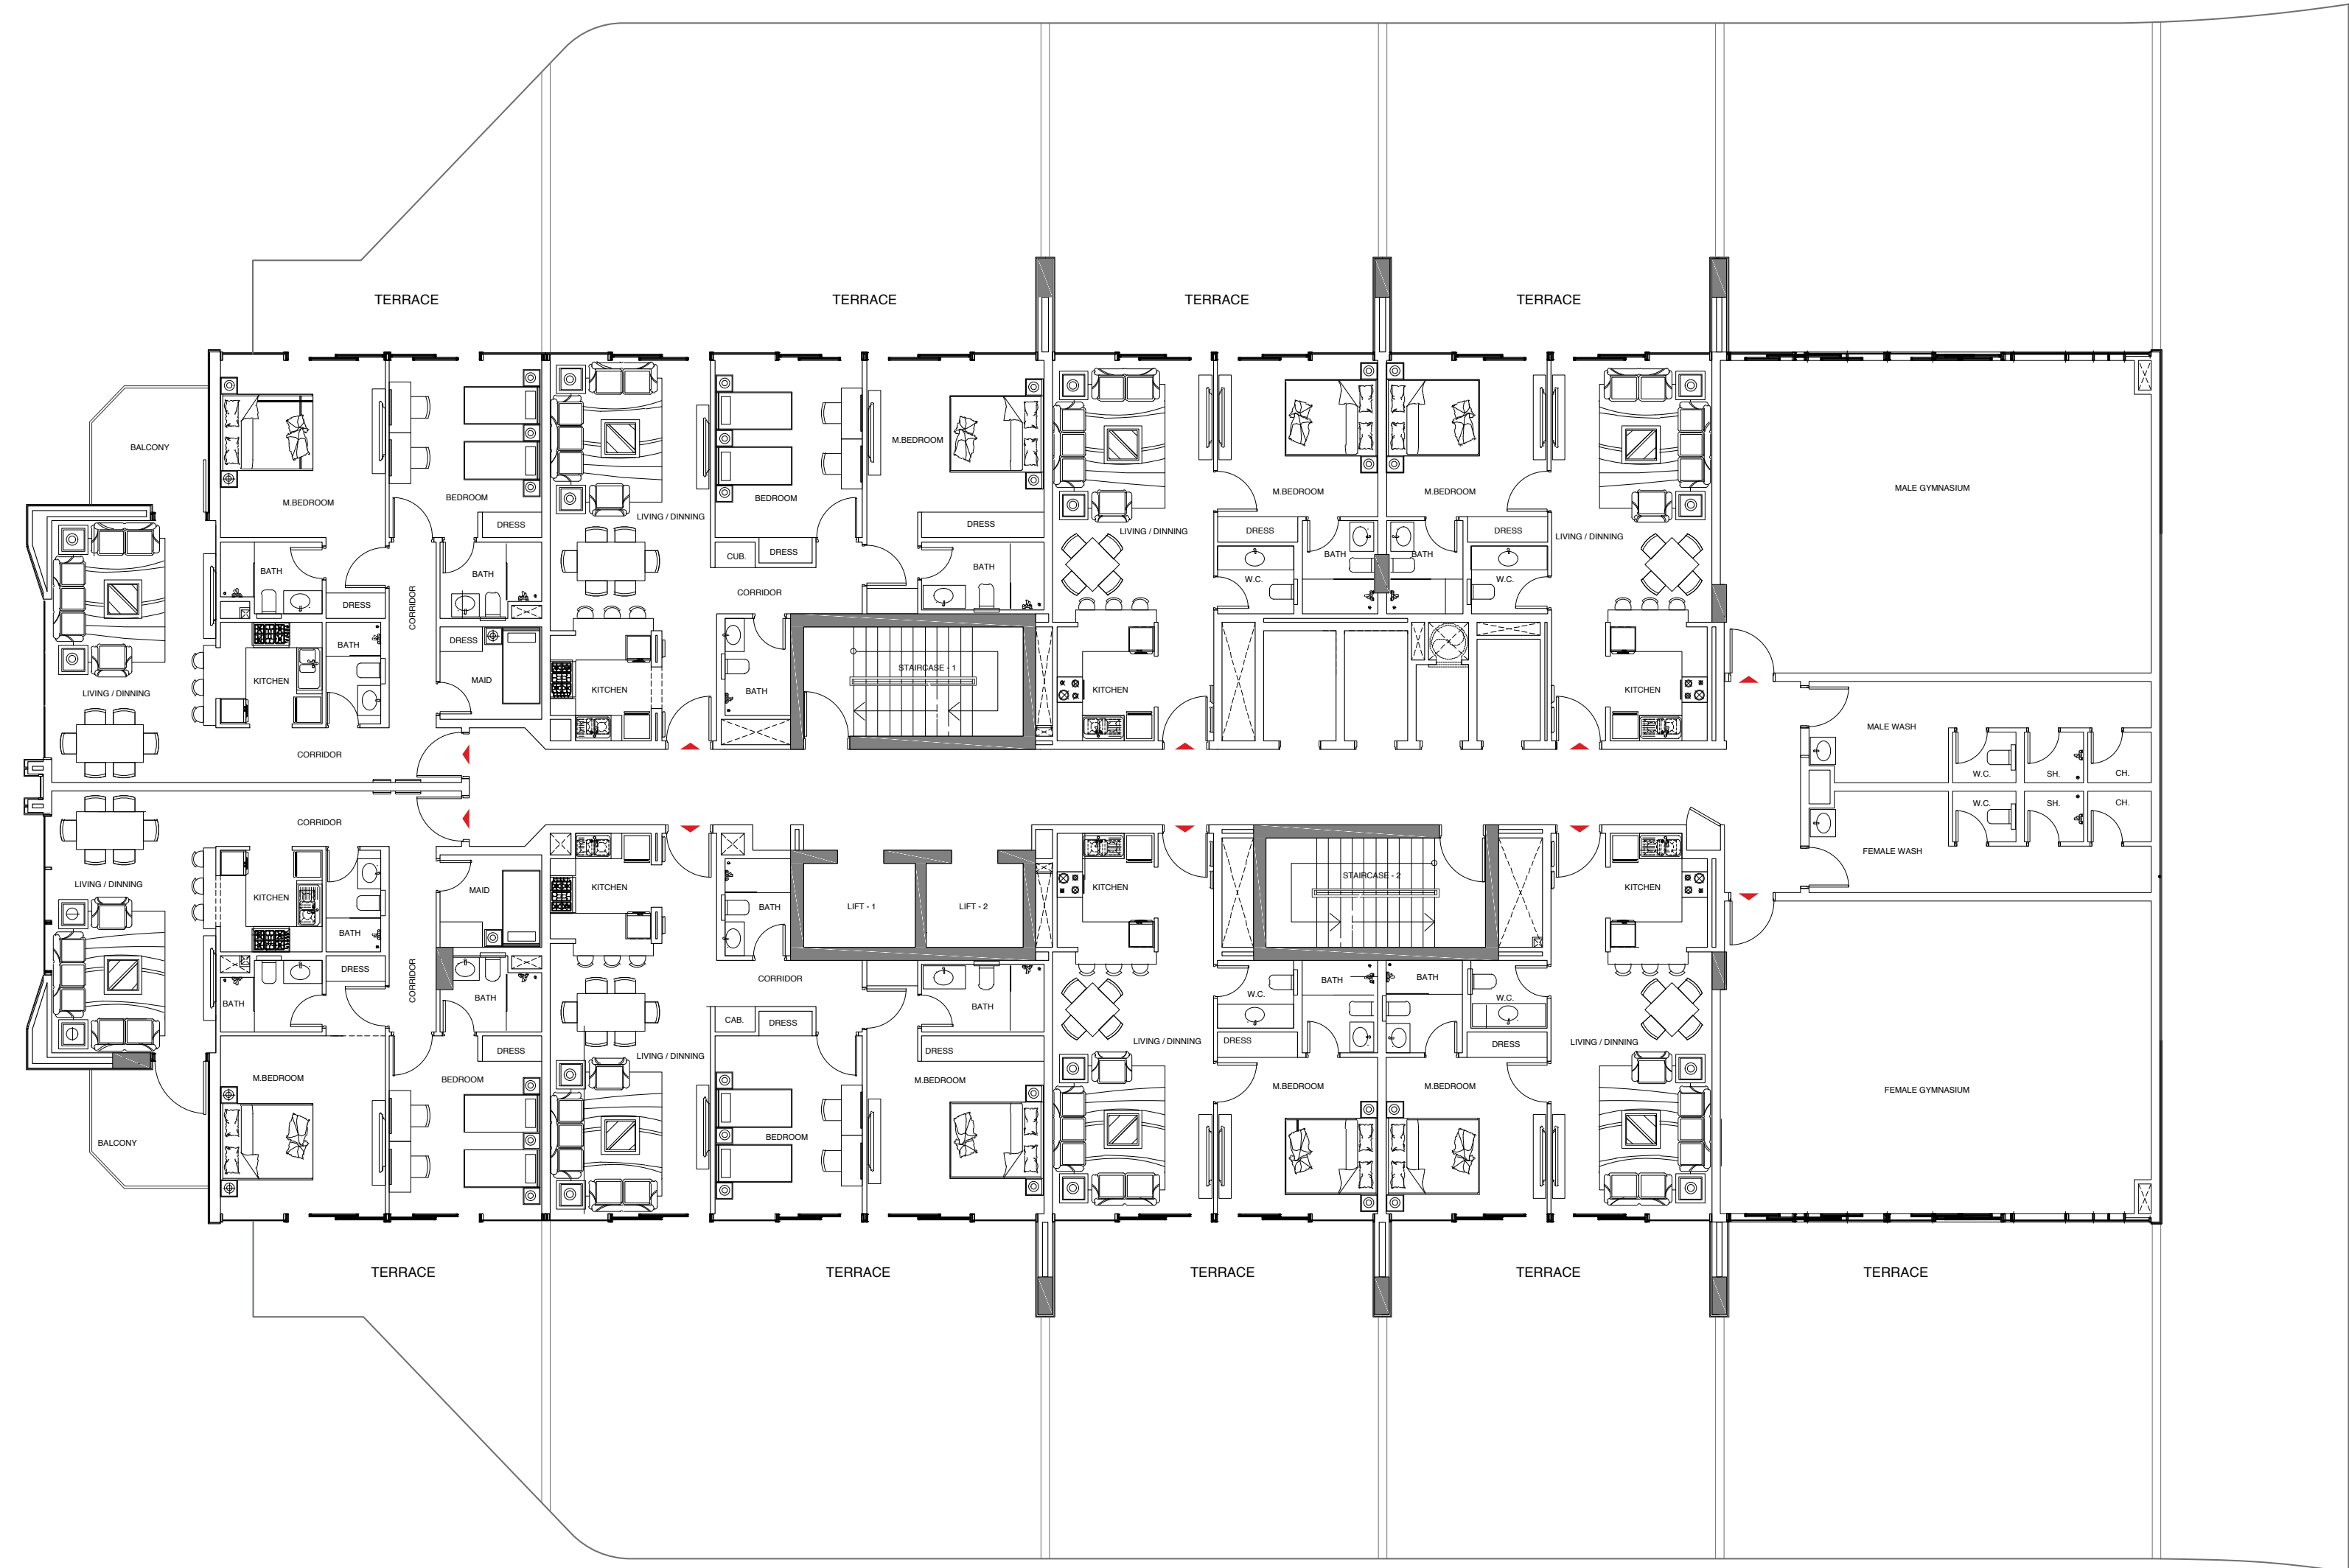 TERRACE
TERRACE
TERRACE
TERRACE
BALCONY
M.BEDROOM
BEDROOM
LIVING / DINNING
BEDROOM
M.BEDROOM
LIVING / DINNING
M.BEDROOM
M.BEDROOM
LIVING / DINNING
MALE GYMNASIUM
DRESS
DRESS
DRESS
DRESS
CUB.
DRESS
BATH
BATH
BATH
BATH
BATH
W.C.
W.C.
CORRIDOR
DRESS
CORRIDOR
DRESS
BATH
STAIRCASE - 1
KITCHEN
MAID
KITCHEN
BATH
KITCHEN
KITCHEN
LIVING / DINNING
MALE WASH
CORRIDOR
W.C.
SH.
CH.
CORRIDOR
W.C.
SH.
CH.
FEMALE WASH
LIVING / DINNING
KITCHEN
MAID
KITCHEN
BATH
LIFT - 1
LIFT - 2
KITCHEN
STAIRCASE - 2
KITCHEN
BATH
DRESS
CORRIDOR
CORRIDOR
BATH
BATH
BATH
BATH
BATH
W.C.
W.C.
CAB.
DRESS
DRESS
DRESS
DRESS
DRESS
LIVING / DINNING
LIVING / DINNING
LIVING / DINNING
M.BEDROOM
BEDROOM
M.BEDROOM
M.BEDROOM
M.BEDROOM
FEMALE GYMNASIUM
BALCONY
BEDROOM
TERRACE
TERRACE
TERRACE
TERRACE
TERRACE